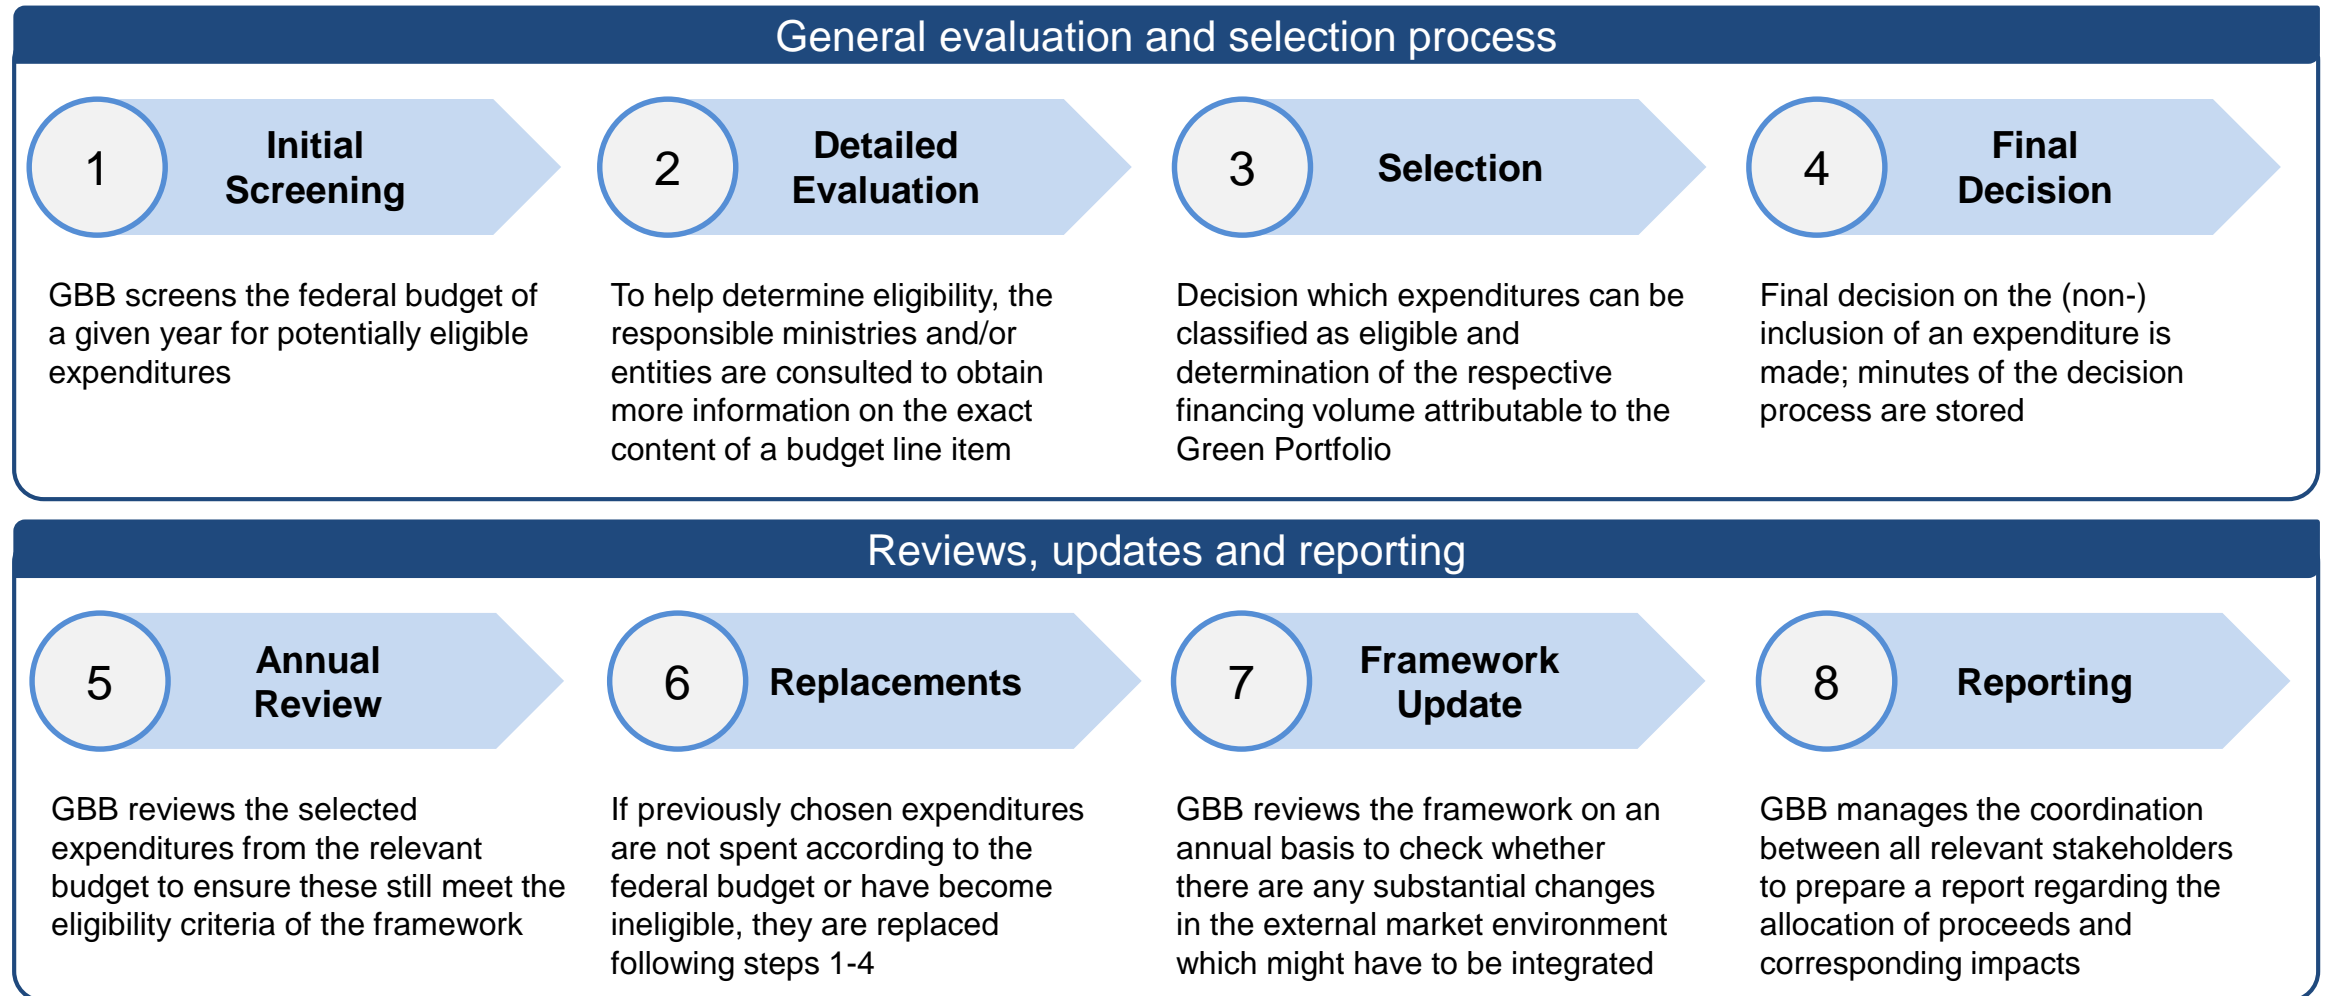 General evaluation and selection process
1
Initial
Screening
GBB screens the federal budget of
a given year for potentially eligible
expenditures
2
Detailed
Evaluation
To help determine eligibility, the
responsible ministries and/or
entities are consulted to obtain
more information on the exact
content of a budget line item
3
Selection
Decision which expenditures can be
classified as eligible and
determination of the respective
financing volume attributable to the
Green Portfolio
4
Final
Decision
Final decision on the (non-)
inclusion of an expenditure is
made; minutes of the decision
process are stored
Reviews, updates and reporting
5
Annual
Review
GBB reviews the selected
expenditures from the relevant
budget to ensure these still meet the
eligibility criteria of the framework
6
Replacements
If previously chosen expenditures
are not spent according to the
federal budget or have become
ineligible, they are replaced
following steps 1-4
7
Framework
Update
GBB reviews the framework on an
annual basis to check whether
there are any substantial changes
in the external market environment
which might have to be integrated
8
Reporting
GBB manages the coordination
between all relevant stakeholders
to prepare a report regarding the
allocation of proceeds and
corresponding impacts